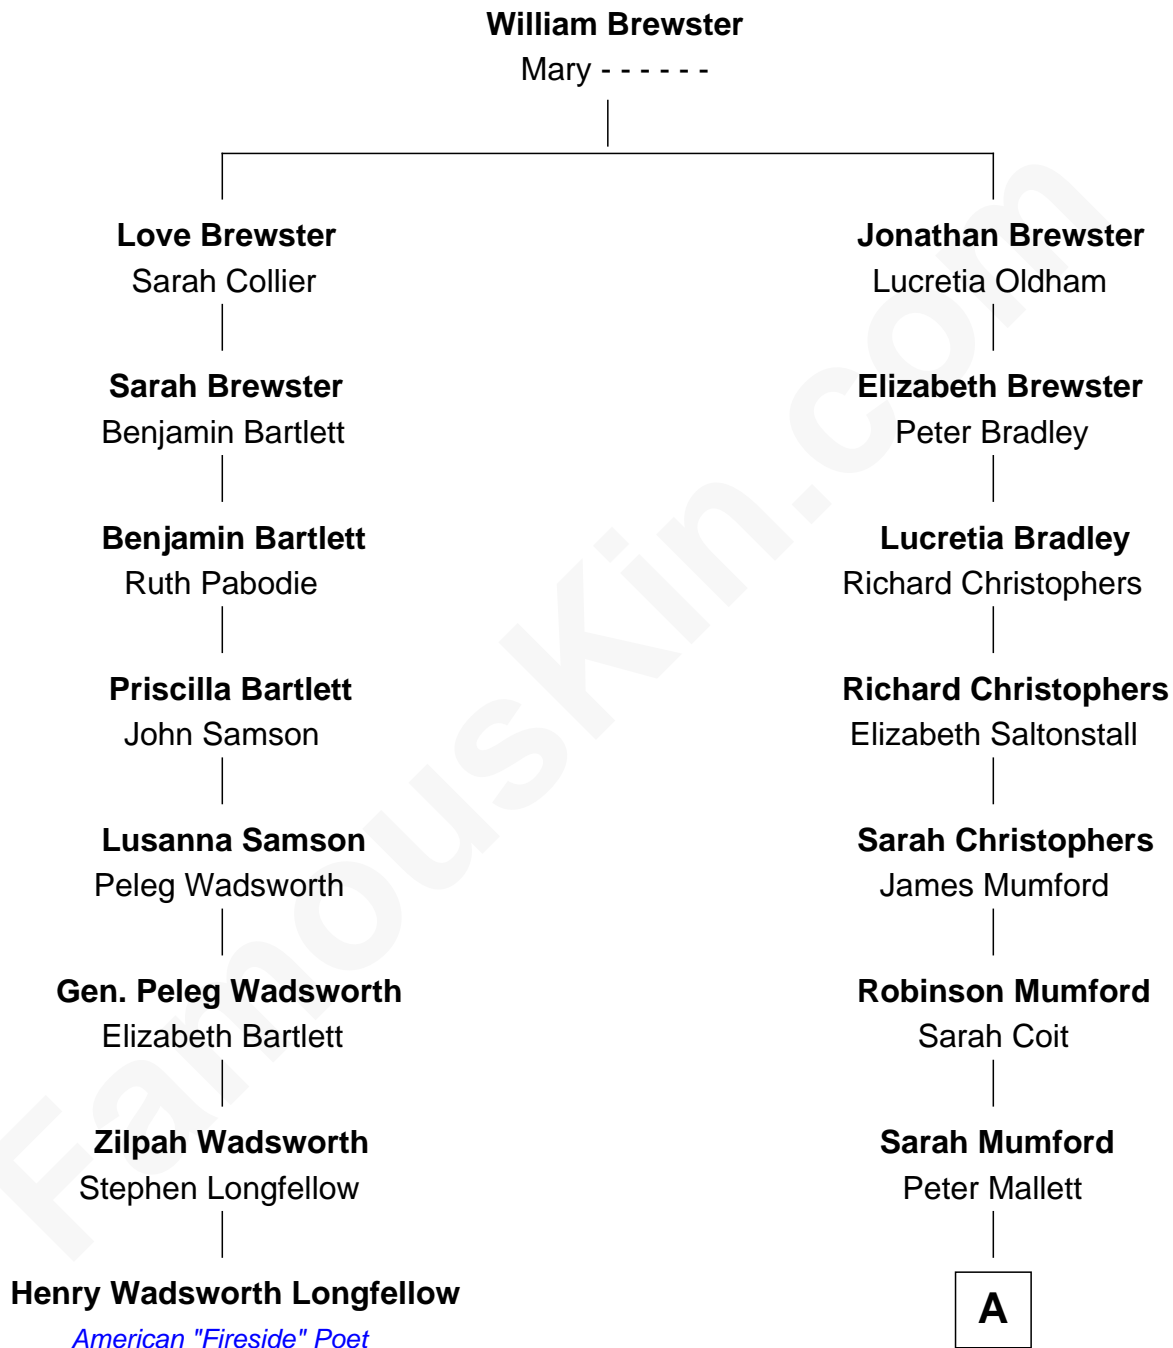 William Brewster
Mary - - - - - -
Love Brewster
Sarah Collier
Jonathan Brewster
Lucretia Oldham
Sarah Brewster
Benjamin Bartlett
Elizabeth Brewster
Peter Bradley
Benjamin Bartlett
Ruth Pabodie
Lucretia Bradley
Richard Christophers
Priscilla Bartlett
John Samson
Richard Christophers
Elizabeth Saltonstall
Lusanna Samson
Peleg Wadsworth
Sarah Christophers
James Mumford
Gen. Peleg Wadsworth
Elizabeth Bartlett
Robinson Mumford
Sarah Coit
Zilpah Wadsworth
Stephen Longfellow
Sarah Mumford
Peter Mallett
Henry Wadsworth Longfellow
American "Fireside" Poet
A
FamousKin.com